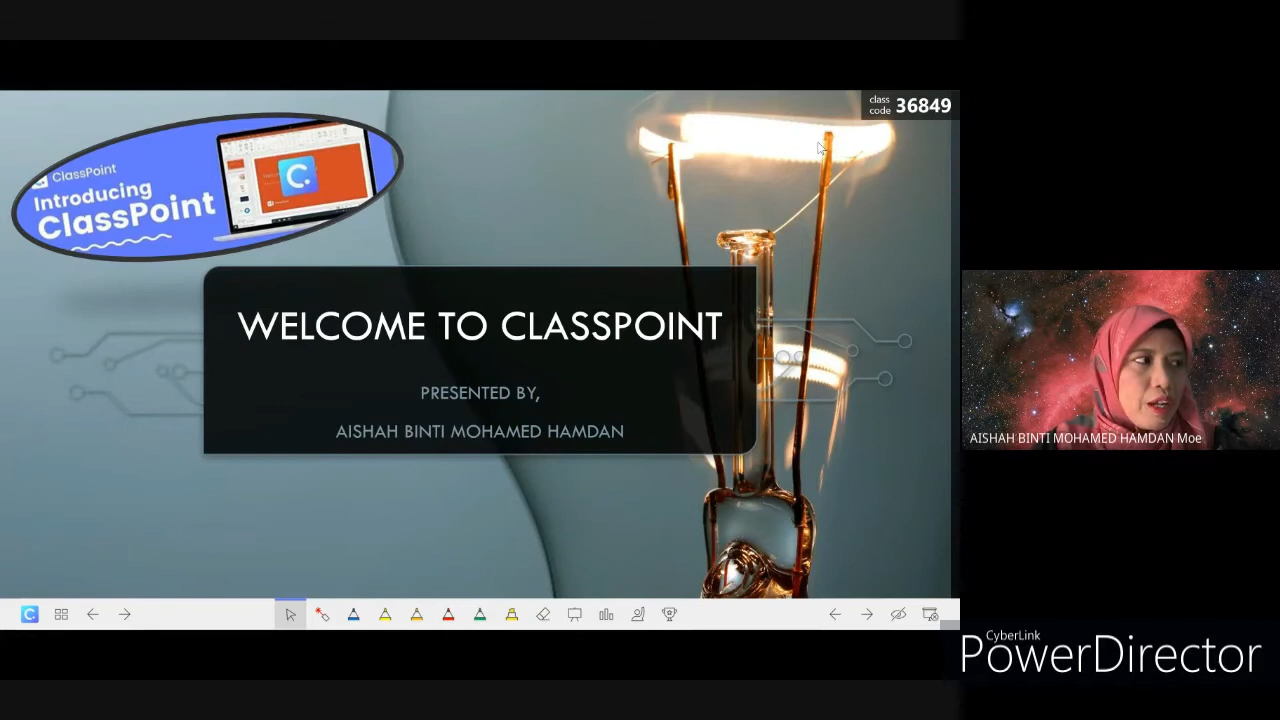 class
code 36849
ClassPoint
Introducing
ClassPoint
WELCOME TO CLASSPOINT
PRESENTED BY,
AISHAH BINTI MOHAMED HAMDAN
AISHAH BINTI MOHAMED HAMDAN Moe
CyberLink
PowerDirector